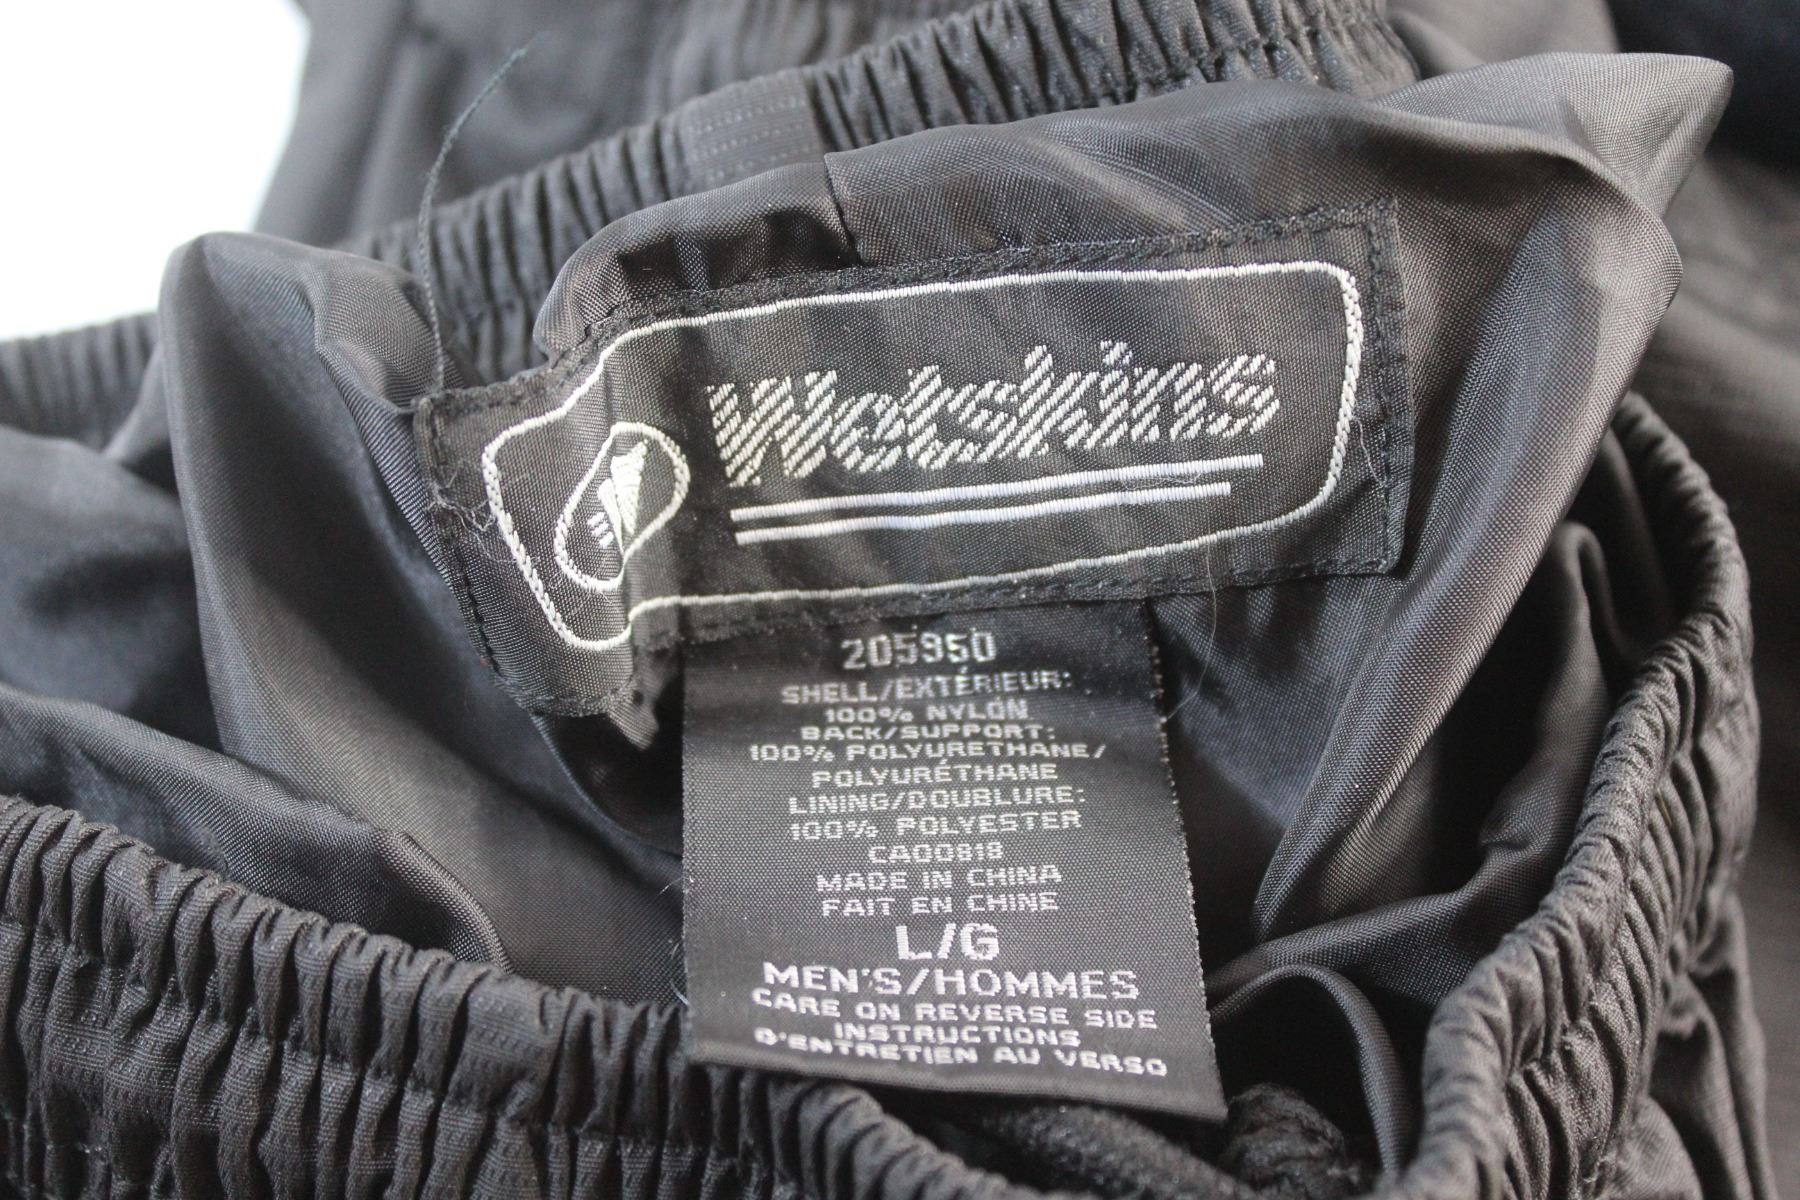 Wetskins
205950
SHELL/EXTÉRIEUR:
100% NYLON
BACK/SUPPORT:
100% POLYURETHANE/
POLYURÉTHANE
LINING/DOUBLURE:
100% POLYESTER
CA00818
MADE IN CHINA
FAIT EN CHINE
L/G
MEN'S/HOMMES
CARE ON REVERSE SIDE
INSTRUCTIONS
D'ENTRETIEN AU VERSO